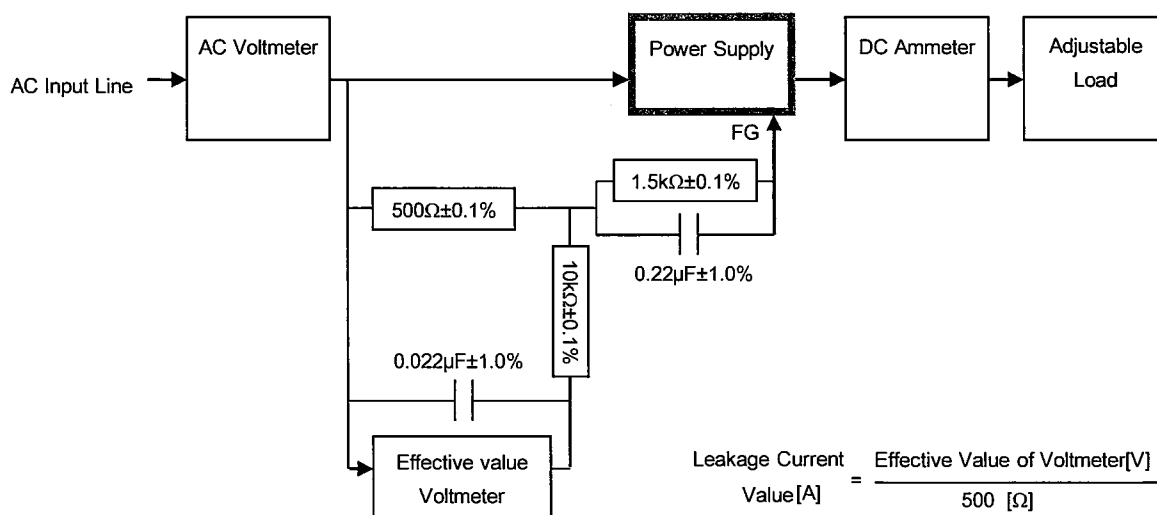 AC Voltmeter
Power Supply
DC Ammeter
Adjustable
Load
AC Input Line
FG
1.5kΩ±0.1%
500Ω±0.1%
0.22μF±1.0%
10kΩ±0.1%
0.022μF±1.0%
Effective value
Voltmeter
Leakage Current
Value[A]
=
Effective Value of Voltmeter[V]
500 [Ω]